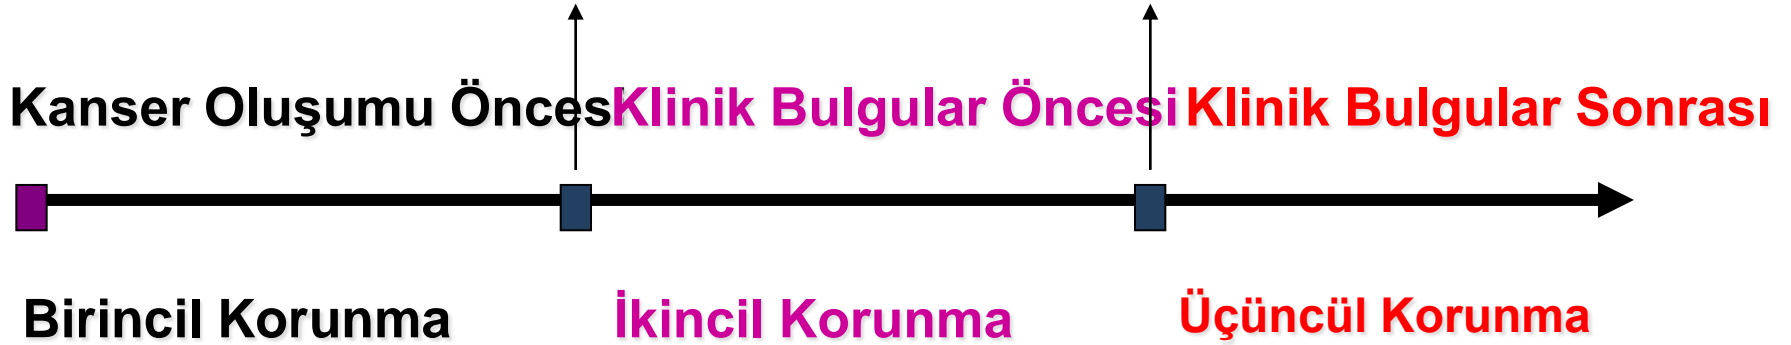 Kanser Oluşumu Öncesi Klinik Bulgular Öncesi Klinik Bulgular Sonrası
Birincil Korunma İkincil Korunma Üçüncül Korunma